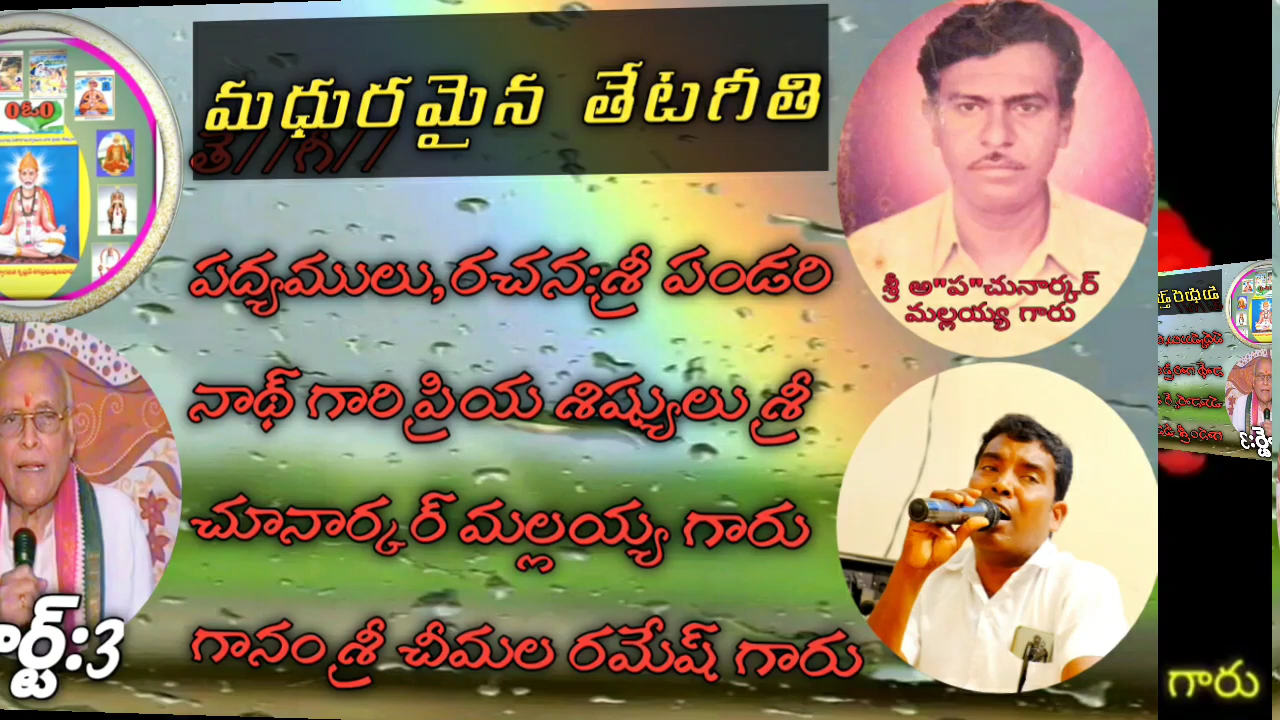 మధురమైన తేటగీతి
తే//గీ//
పద్యములు,రచన:శ్రీ పండరి
నాథ్ గారి ప్రియ శిష్యులు శ్రీ
చూనార్కర్ మల్లయ్య గారు
గానం శ్రీ చీమల రమేష్ గారు
శ్రీ అ"ప"చునార్కర్
మల్లయ్య గారు
ర్ట్:3
గారు